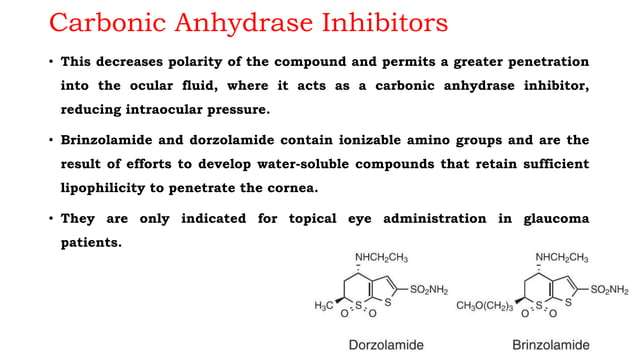 Carbonic Anhydrase Inhibitors
• This decreases polarity of the compound and permits a greater penetration
into the ocular fluid, where it acts as a carbonic anhydrase inhibitor,
reducing intraocular pressure.
• Brinzolamide and dorzolamide contain ionizable amino groups and are the
result of efforts to develop water-soluble compounds that retain sufficient
lipophilicity to penetrate the cornea.
• They are only indicated for topical eye administration in glaucoma
patients.
NHCH₂CH₃
SO₂NH₂
S
H₃C
S
O O
Dorzolamide
NHCH₂CH₃
SO₂NH₂
S
CH₃O(CH₂)₃
S
O O
Brinzolamide